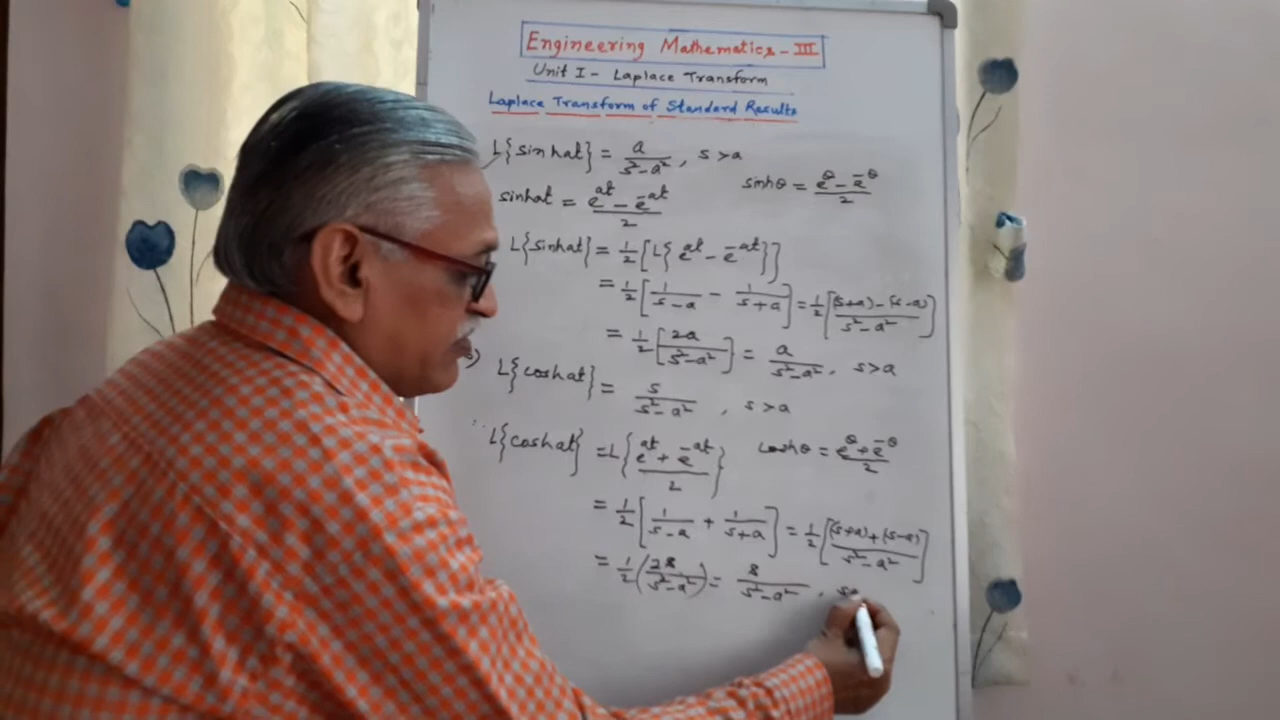 Engineering Mathematics - III
Unit I - Laplace Transform
Laplace Transform of Standard Results
L{sinhat} = a/(s²-a²), s>a
sinhθ = (e^θ - e^-θ)/2
sinhat = (e^at - e^-at)/2
L{sinhat} = 1/2 [L{e^at - e^-at}]
= 1/2 [1/(s-a) - 1/(s+a)] = 1/2 [((s+a)-(s-a))/(s²-a²)]
= 1/2 [2a/(s²-a²)] = a/(s²-a²), s>a
L{coshat} = s/(s²-a²), s>a
∴ L{coshat} = L{(e^at + e^-at)/2}
coshθ = (e^θ + e^-θ)/2
= 1/2 [1/(s-a) + 1/(s+a)] = 1/2 [((s+a)+(s-a))/(s²-a²)]
= 1/2 (2s/(s²-a²)) = s/(s²-a²), s>